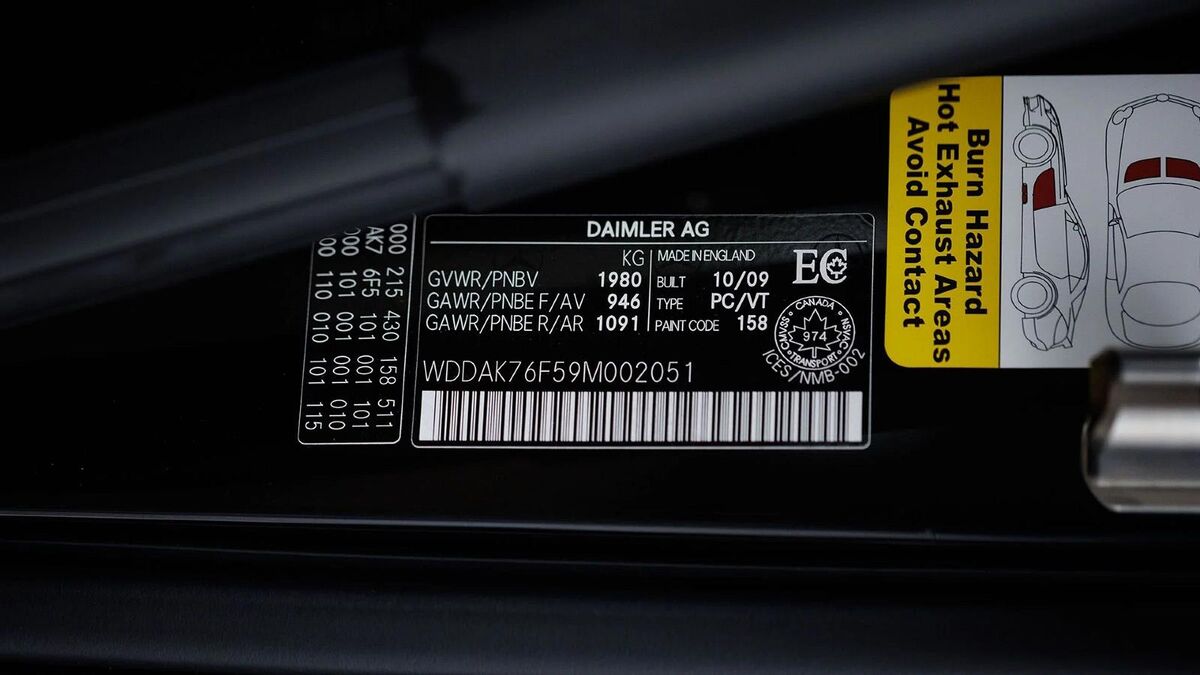 DAIMLER AG
KG
GVWR/PNBV 1980
GAWR/PNBE F/AV 946
GAWR/PNBE R/AR 1091
MADE IN ENGLAND
BUILT 10/09
TYPE PC/VT
PAINT CODE 158
EC
CANADA
974
TRANSPORT
CMVSS
NSVAC
ICES/NMB-002
WDDAK76F59M002051
000 215 430 158 511
AK7 6F5 101 001 101
000 101 001 001 010
00 110 010 101 115
Burn Hazard
Hot Exhaust Areas
Avoid Contact